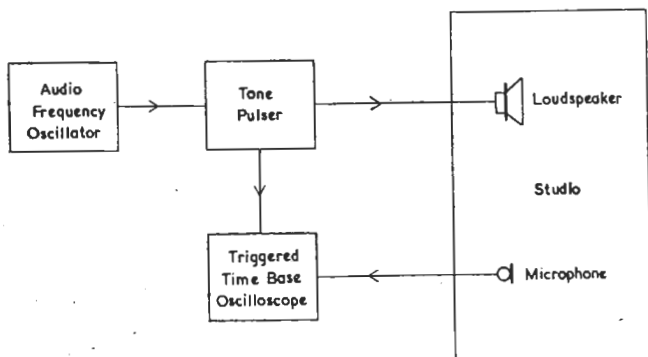 Audio
Frequency
Oscillator
Tone
Pulser
Loudspeaker
Studio
Triggered
Time Base
Oscilloscope
Microphone